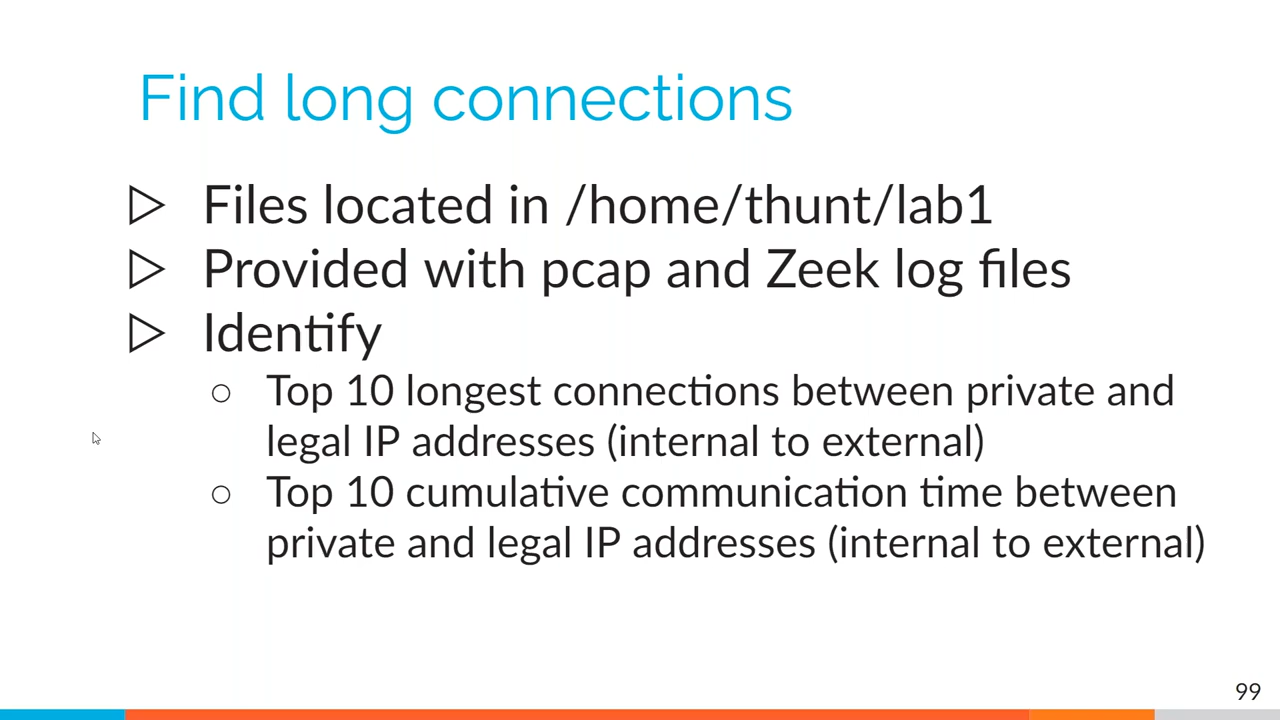 Find long connections
▷ Files located in /home/thunt/lab1
▷ Provided with pcap and Zeek log files
▷ Identify
○ Top 10 longest connections between private and
legal IP addresses (internal to external)
○ Top 10 cumulative communication time between
private and legal IP addresses (internal to external)
99